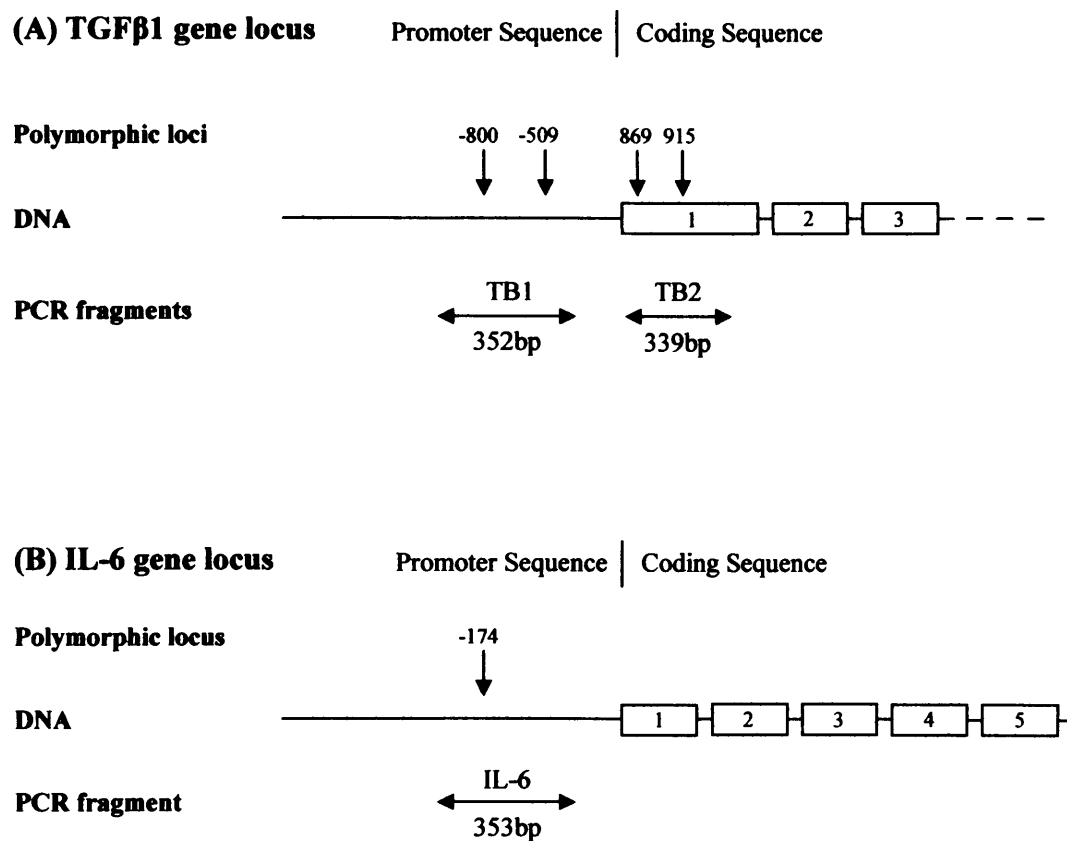 (A) TGFβ1 gene locus Promoter Sequence Coding Sequence
Polymorphic loci -800 -509 869 915
DNA 1 2 3
PCR fragments TB1 TB2
352bp 339bp
(B) IL-6 gene locus Promoter Sequence Coding Sequence
Polymorphic locus -174
DNA 1 2 3 4 5
PCR fragment IL-6
353bp